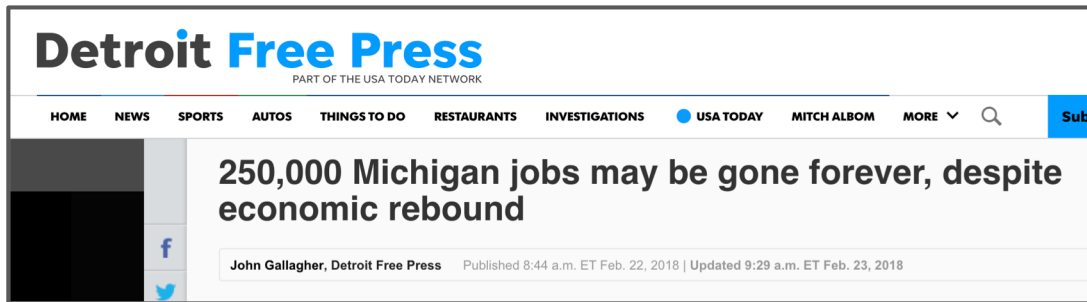 Detroit Free Press
PART OF THE USA TODAY NETWORK
HOME NEWS SPORTS AUTOS THINGS TO DO RESTAURANTS INVESTIGATIONS USA TODAY MITCH ALBOM MORE
250,000 Michigan jobs may be gone forever, despite
economic rebound
John Gallagher, Detroit Free Press Published 8:44 a.m. ET Feb. 22, 2018 | Updated 9:29 a.m. ET Feb. 23, 2018